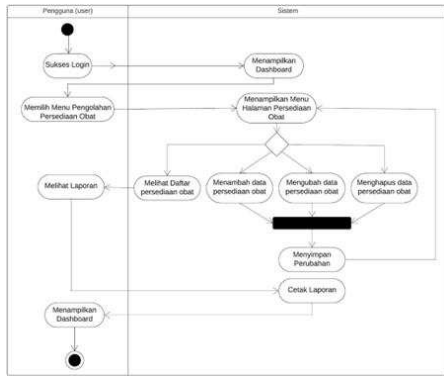 Pengguna (user)
Sistem
Sukses Login
Menampilkan
Dashboard
Memilih Menu Pengolahan
Persediaan Obat
Menampilkan Menu
Halaman Persediaan
Obat
Melihat Laporan
Melihat Daftar
persediaan obat
Menambah data
persediaan obat
Mengubah data
persediaan obat
Menghapus data
persediaan obat
Menyimpan
Perubahan
Cetak Laporan
Menampilkan
Dashboard